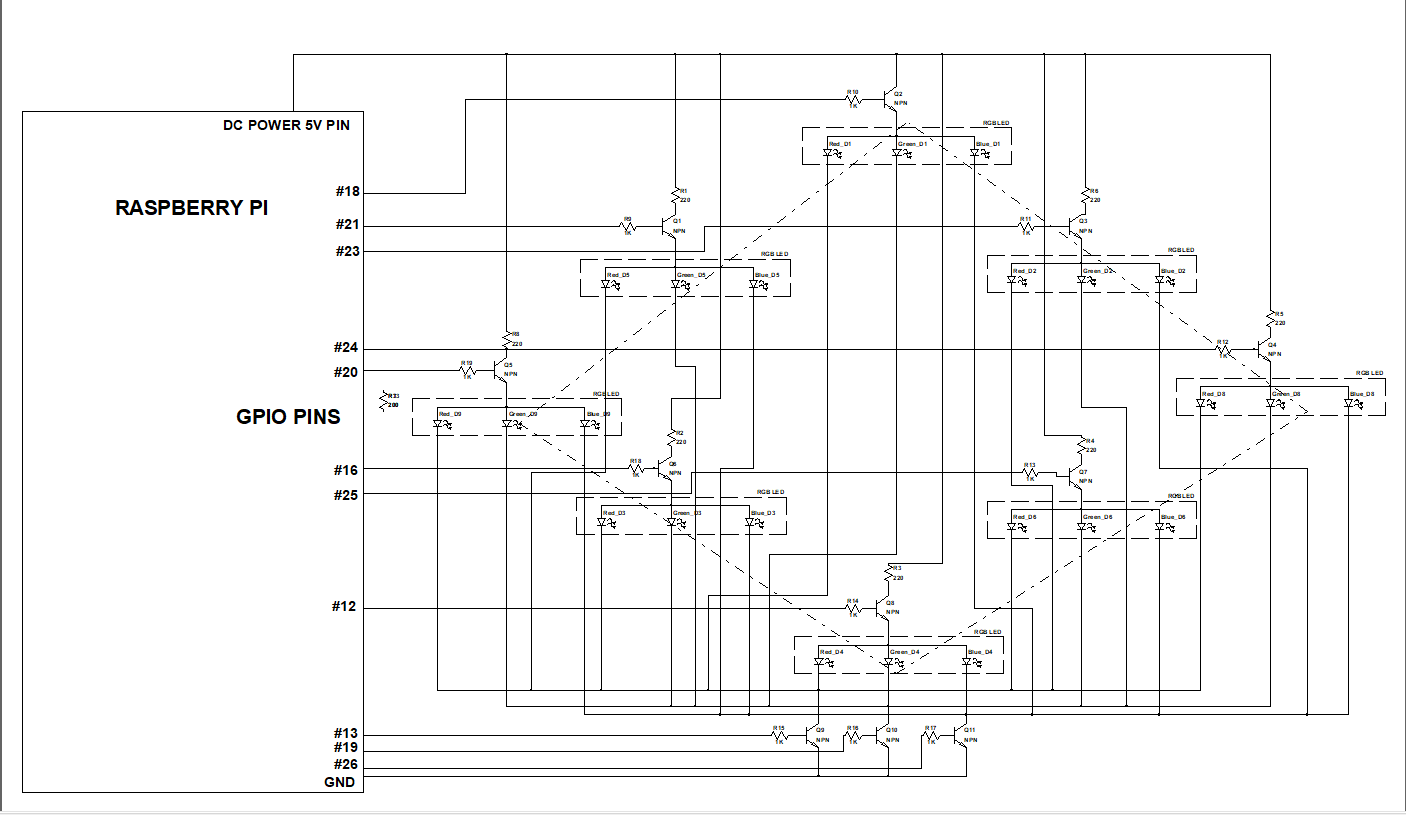 DC POWER 5V PIN
RASPBERRY PI
GPIO PINS
#18
#21
#23
#24
#20
#16
#25
#12
#13
#19
#26
GND
R10
1K
Q2
NPN
RGB LED
Red_D1
Green_D1
Blue_D1
R1
220
R9
1K
Q1
NPN
RGB LED
Red_D5
Green_D5
Blue_D5
R6
220
R11
1K
Q3
NPN
RGB LED
Red_D2
Green_D2
Blue_D2
R5
220
R12
1K
Q4
NPN
RGB LED
Red_D8
Green_D8
Blue_D8
R8
220
R19
1K
Q5
NPN
RGB LED
Red_D9
Green_D9
Blue_D9
R2
220
R18
1K
Q6
NPN
RGB LED
Red_D3
Green_D3
Blue_D3
R4
220
R13
1K
Q7
NPN
RGB LED
Red_D6
Green_D6
Blue_D6
R3
220
R14
1K
Q8
NPN
RGB LED
Red_D4
Green_D4
Blue_D4
R15
1K
Q9
NPN
R16
1K
Q10
NPN
R17
1K
Q11
NPN